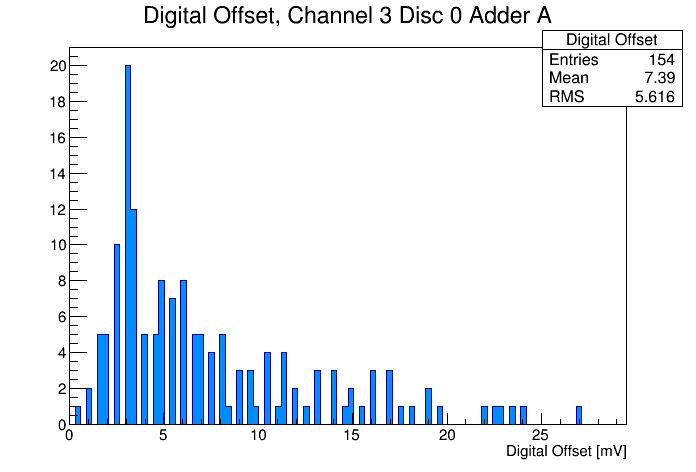 Digital Offset, Channel 3 Disc 0 Adder A
Digital Offset
Entries 154
Mean 7.39
RMS 5.616
20
18
16
14
12
10
8
6
4
2
0
0 5 10 15 20 25
Digital Offset [mV]